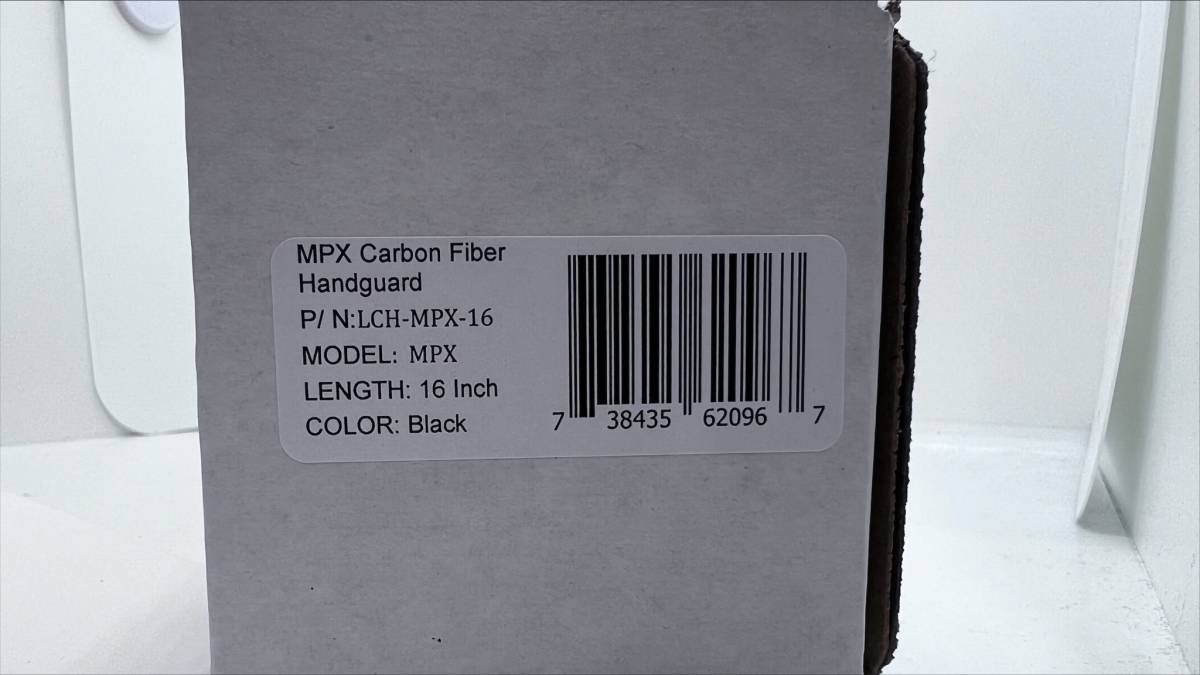 MPX Carbon Fiber
Handguard
P/ N:LCH-MPX-16
MODEL: MPX
LENGTH: 16 Inch
COLOR: Black
7 38435 62096 7